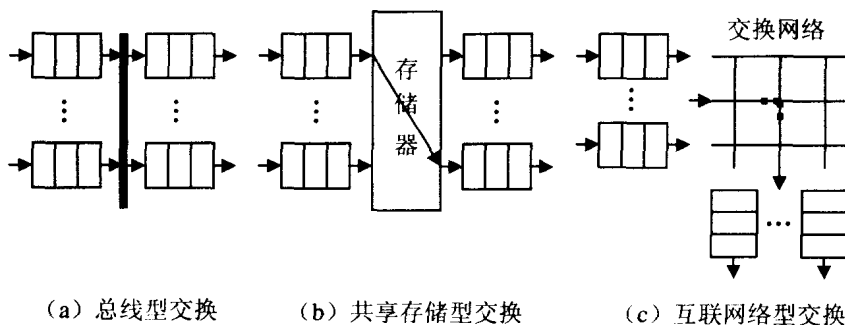 交换网络
存储器
（a）总线型交换
（b）共享存储型交换
（c）互联网络型交换